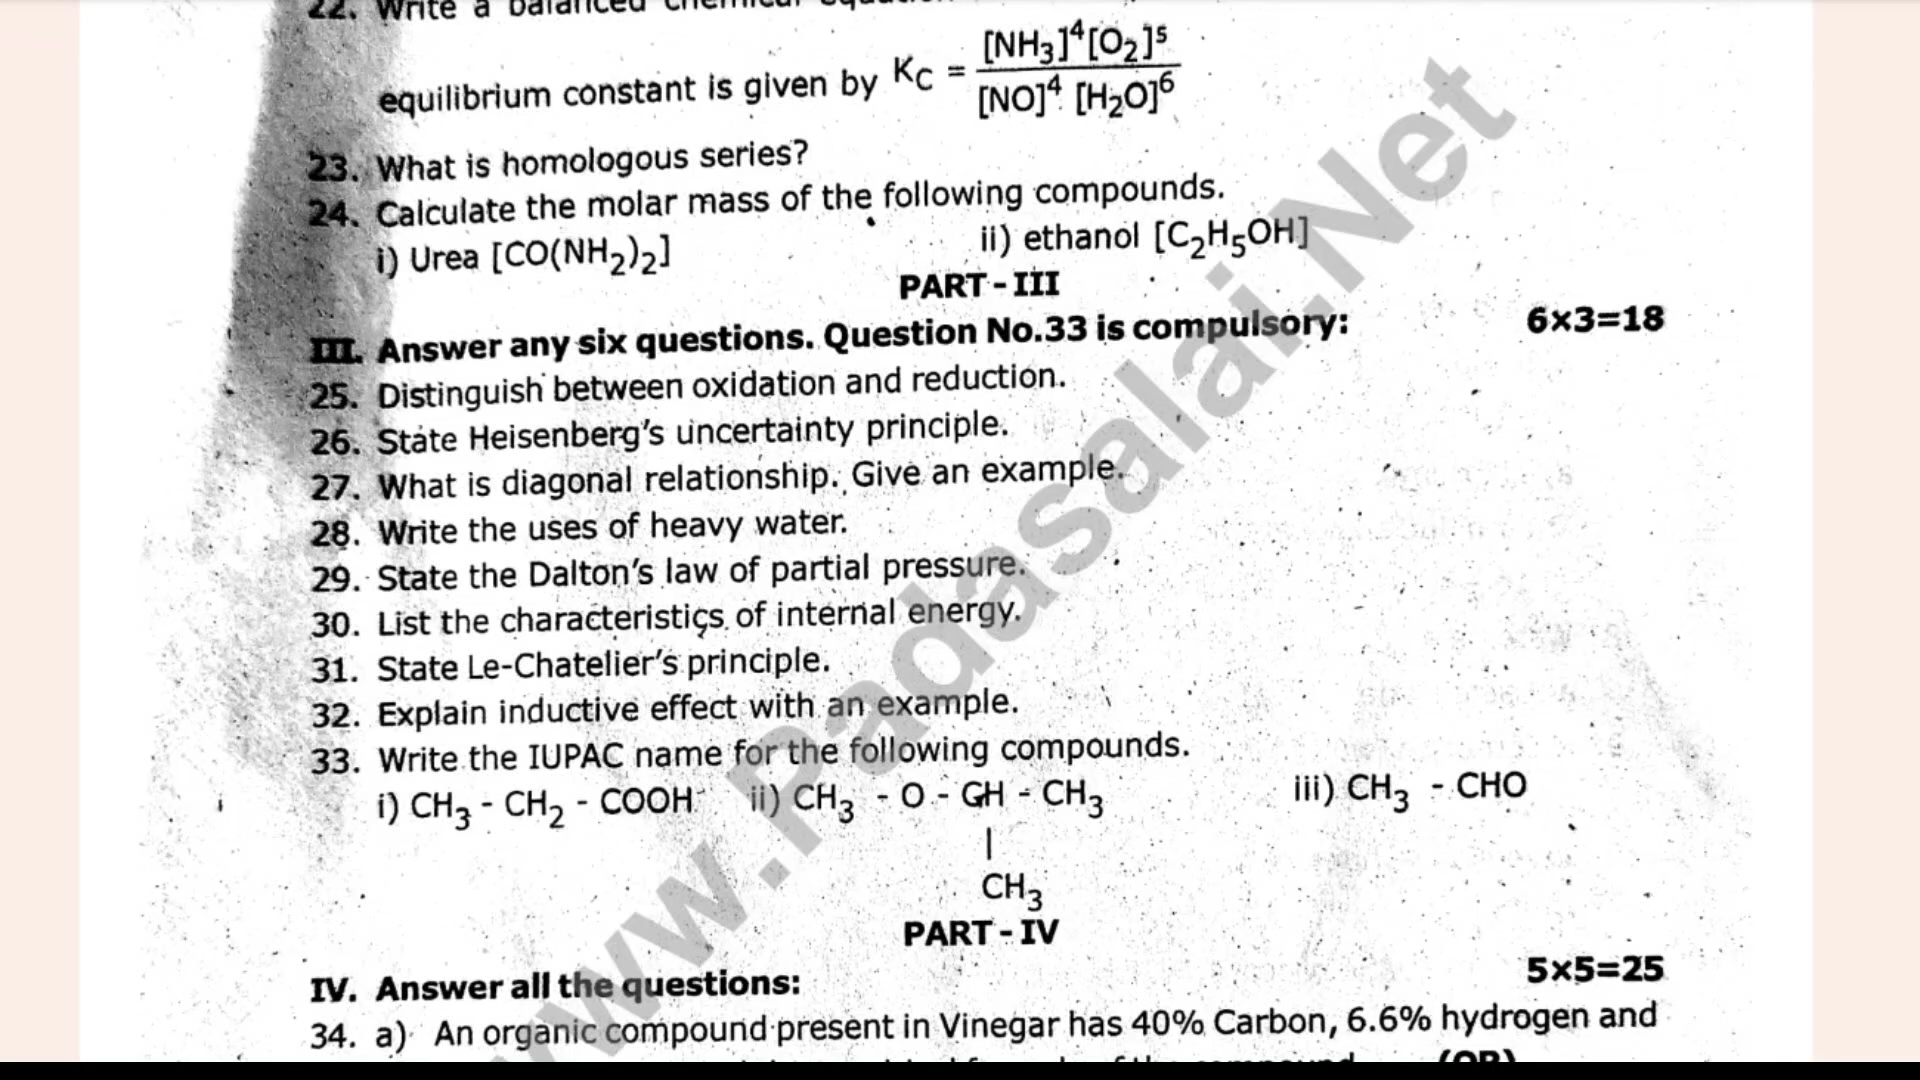 22. Write a balanced chemical
equilibrium constant is given by KC = [NH3]^4[O2]^5 / [NO]^4 [H2O]^6
23. What is homologous series?
24. Calculate the molar mass of the following compounds.
i) Urea [CO(NH2)2] ii) ethanol [C2H5OH]
PART - III
III. Answer any six questions. Question No.33 is compulsory: 6×3=18
25. Distinguish between oxidation and reduction.
26. State Heisenberg's uncertainty principle.
27. What is diagonal relationship. Give an example.
28. Write the uses of heavy water.
29. State the Dalton's law of partial pressure.
30. List the characteristics of internal energy.
31. State Le-Chatelier's principle.
32. Explain inductive effect with an example.
33. Write the IUPAC name for the following compounds.
i) CH3 - CH2 - COOH ii) CH3 - O - CH - CH3 iii) CH3 - CHO
|
CH3
PART - IV
IV. Answer all the questions: 5×5=25
34. a) An organic compound present in Vinegar has 40% Carbon, 6.6% hydrogen and
(OR)
www.Padasalai.Net